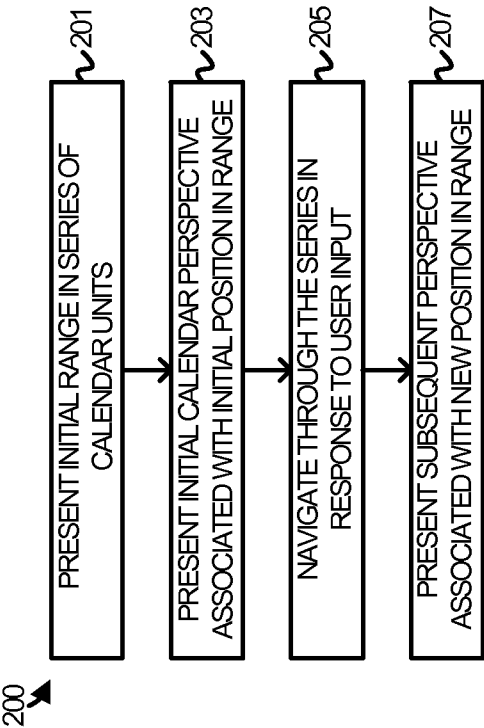 200
PRESENT INITIAL RANGE IN SERIES OF
CALENDAR UNITS
201
PRESENT INITIAL CALENDAR PERSPECTIVE
ASSOCIATED WITH INITIAL POSITION IN RANGE
203
NAVIGATE THROUGH THE SERIES IN
RESPONSE TO USER INPUT
205
PRESENT SUBSEQUENT PERSPECTIVE
ASSOCIATED WITH NEW POSITION IN RANGE
207